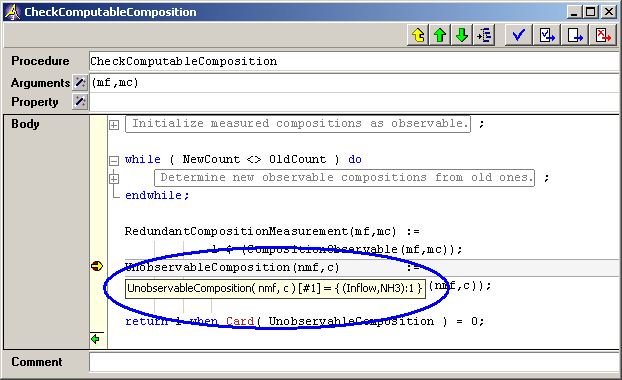 CheckComputableComposition
Procedure CheckComputableComposition
Arguments (mf,mc)
Property
Body
Initialize measured compositions as observable. ;
while ( NewCount <> OldCount ) do
Determine new observable compositions from old ones. ;
endwhile;
RedundantCompositionMeasurement(mf,mc) :=
(CompositionObservable(mf,mc));
UnobservableComposition(nmf,c) :=
UnobservableComposition( nmf, c ) [#1] = { (Inflow,NH3):1 } (nmf,c));
return 1 when Card( UnobservableComposition ) = 0;
Comment